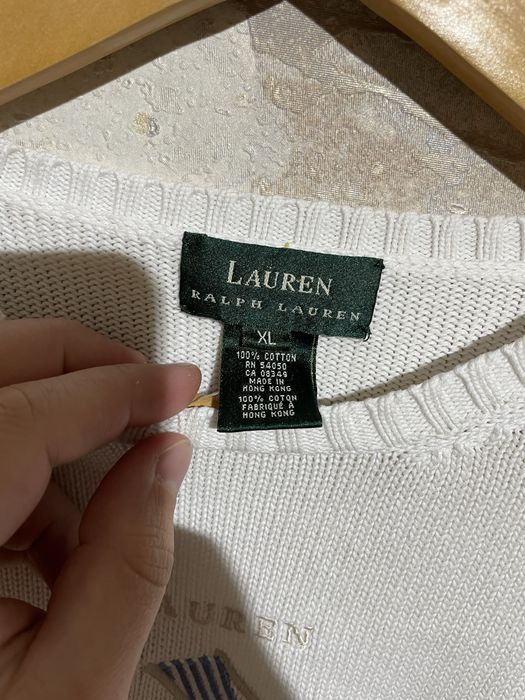 LAUREN
RALPH LAUREN
XL
100% COTTON
RN 54050
CA 08349
MADE IN
HONG KONG
100% COTON
FABRIQUÉ À
HONG KONG
LAUREN